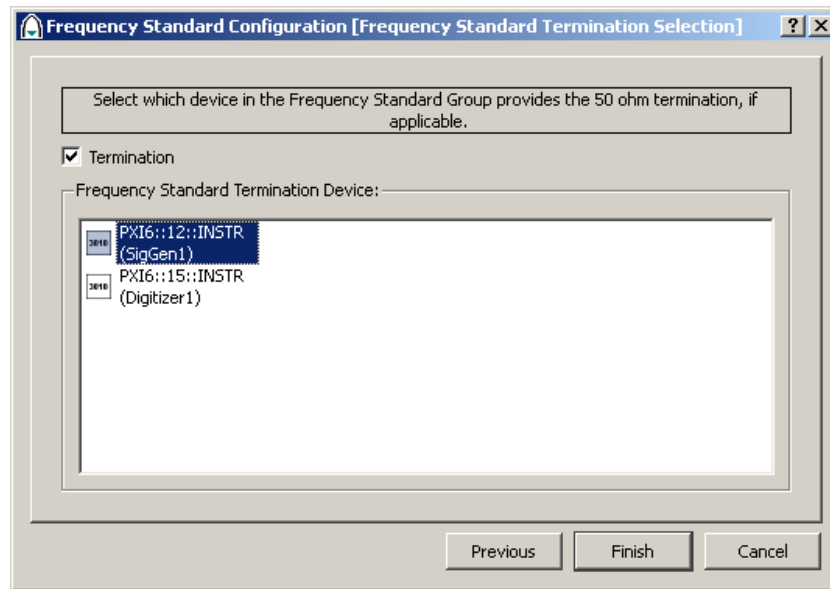 Frequency Standard Configuration [Frequency Standard Termination Selection]
Select which device in the Frequency Standard Group provides the 50 ohm termination, if
applicable.
Termination
Frequency Standard Termination Device:
3010
PXI6::12::INSTR
(SigGen1)
3010
PXI6::15::INSTR
(Digitizer1)
Previous
Finish
Cancel